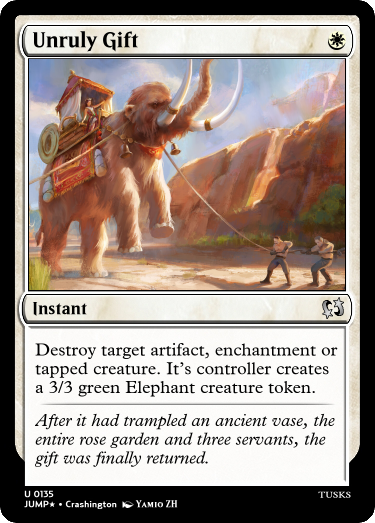 Unruly Gift
Instant
Destroy target artifact, enchantment or
tapped creature. It's controller creates
a 3/3 green Elephant creature token.
After it had trampled an ancient vase, the
entire rose garden and three servants, the
gift was finally returned.
U 0135
JUMP★ • Crashington Yamio ZH
TUSKS